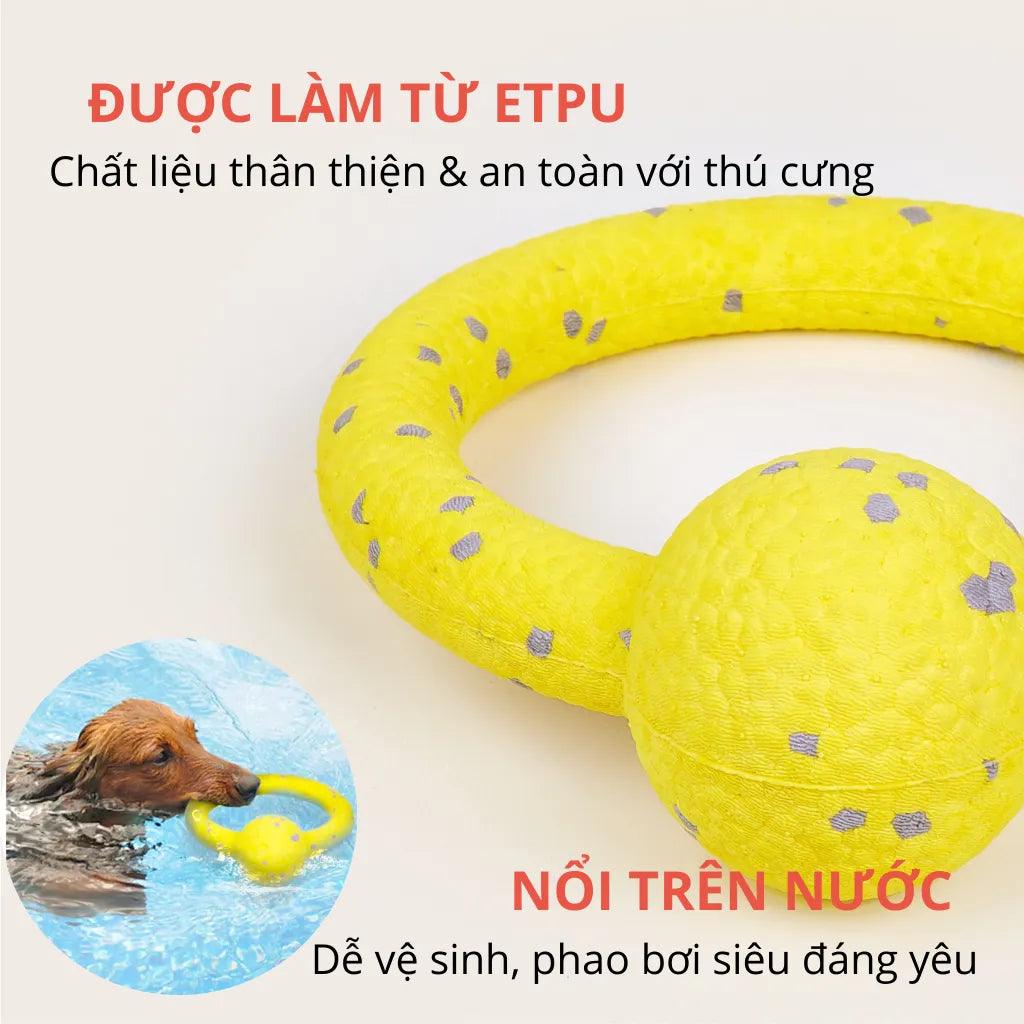 ĐƯỢC LÀM TỪ ETPU
Chất liệu thân thiện & an toàn với thú cưng
NỔI TRÊN NƯỚC
Dễ vệ sinh, phao bơi siêu đáng yêu